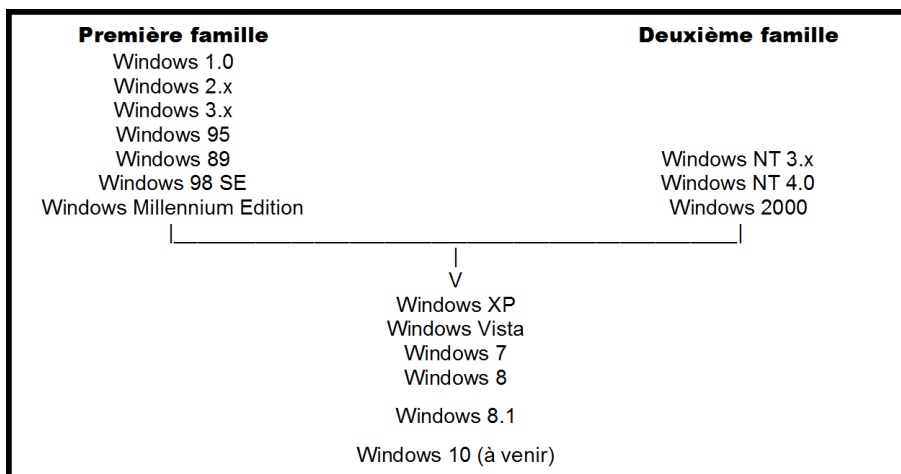 Première famille
Windows 1.0
Windows 2.x
Windows 3.x
Windows 95
Windows 89
Windows 98 SE
Windows Millennium Edition
Deuxième famille
Windows NT 3.x
Windows NT 4.0
Windows 2000
|_______________________________________________|
|
V
Windows XP
Windows Vista
Windows 7
Windows 8
Windows 8.1
Windows 10 (à venir)